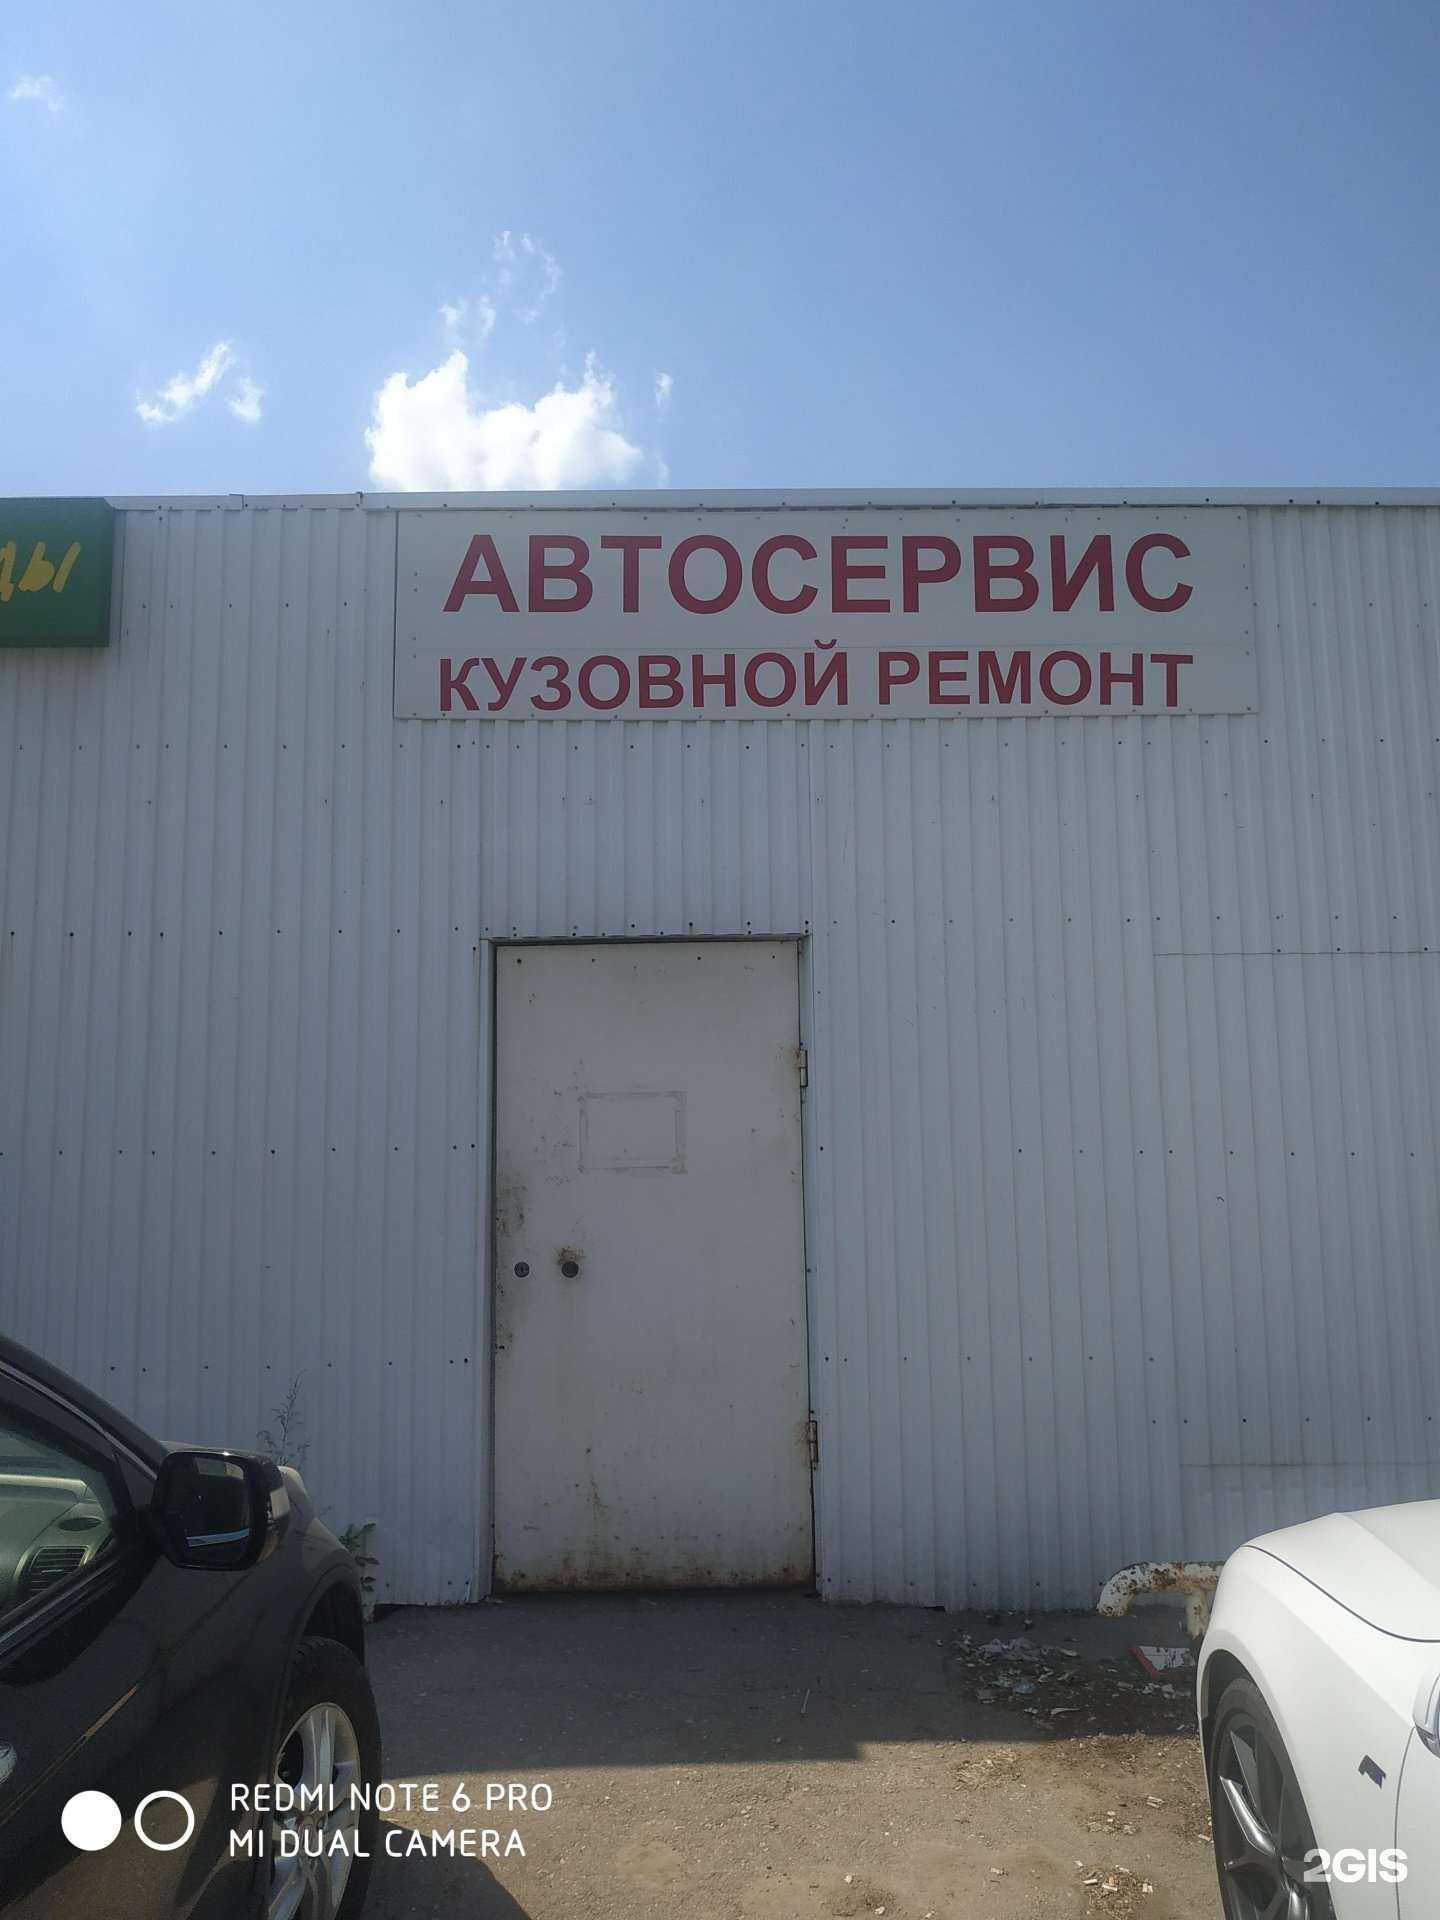 АВТОСЕРВИС
КУЗОВНОЙ РЕМОНТ
REDMI NOTE 6 PRO
MI DUAL CAMERA
2GIS